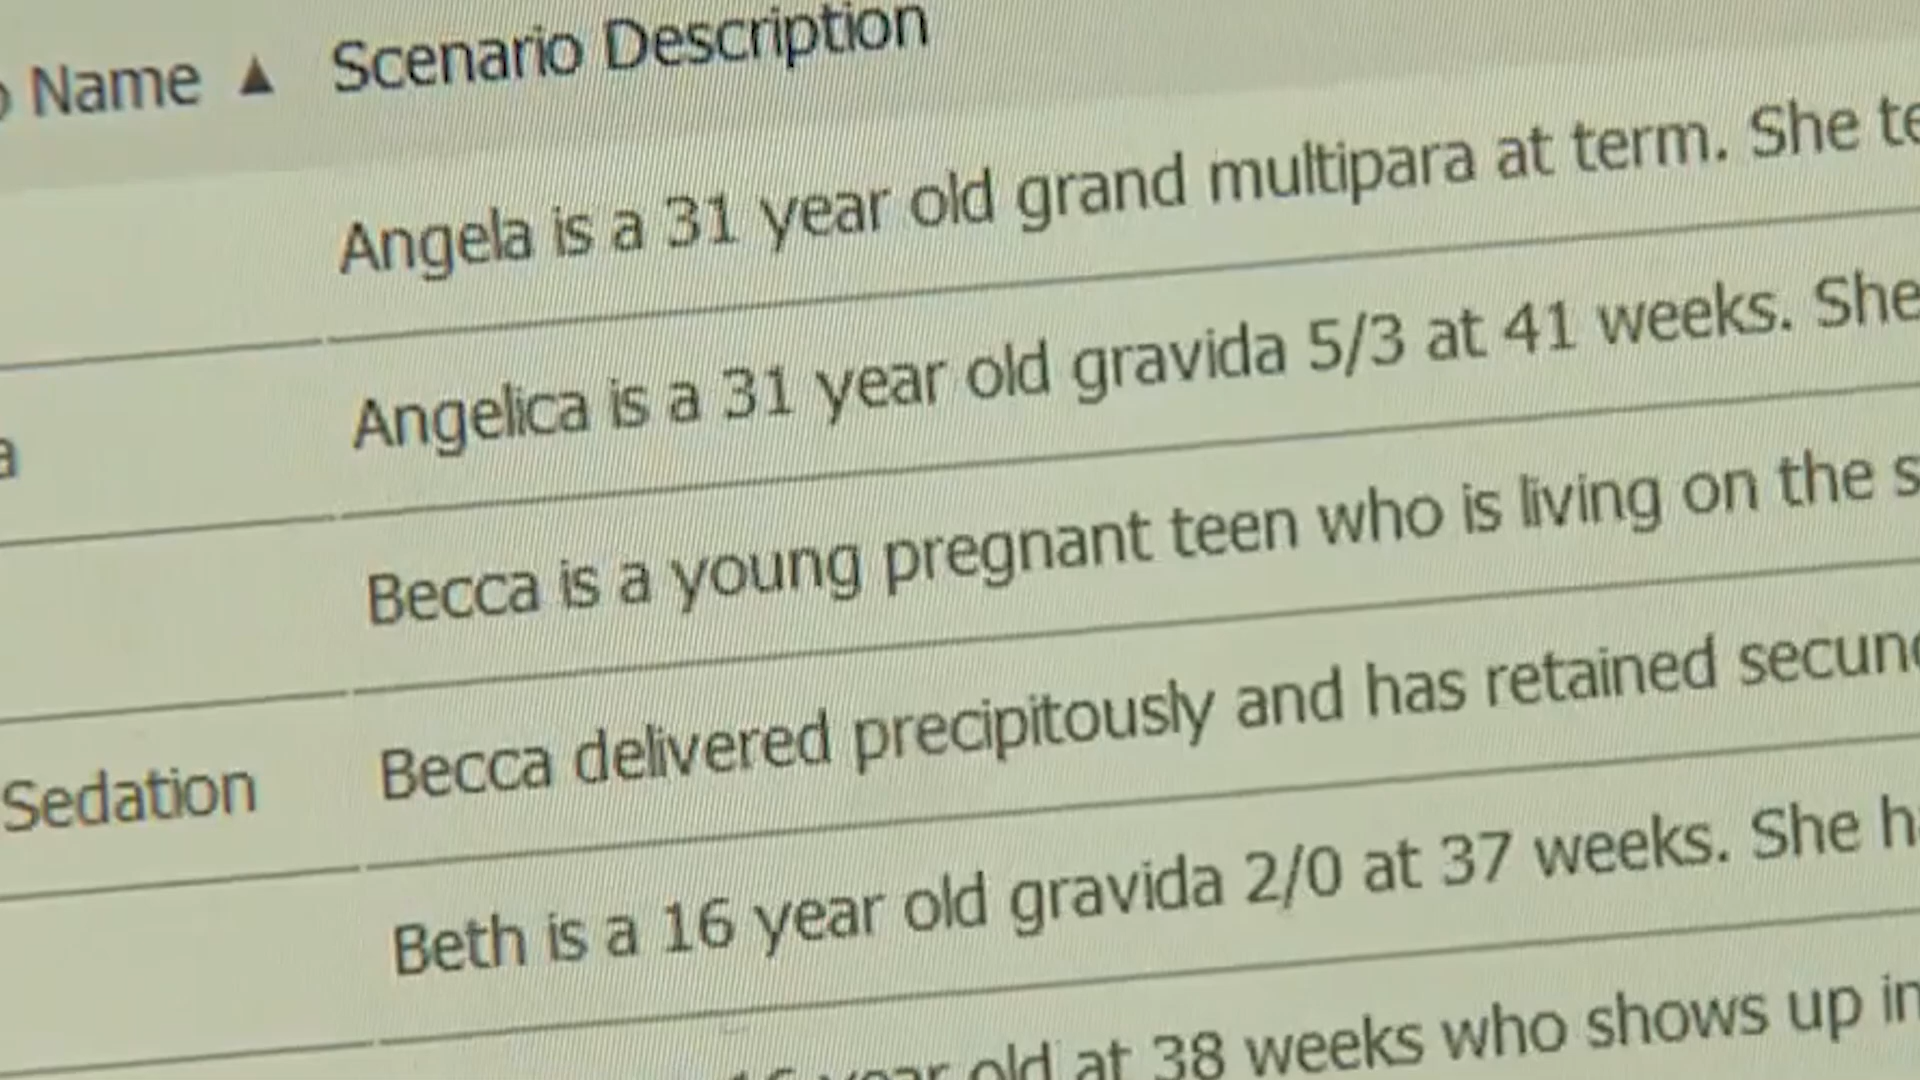 Name ▲ Scenario Description
Angela is a 31 year old grand multipara at term. She
Angelica is a 31 year old gravida 5/3 at 41 weeks. She
Becca is a young pregnant teen who is living on the
Sedation Becca delivered precipitously and has retained
Beth is a 16 year old gravida 2/0 at 37 weeks. She
year old at 38 weeks who shows up